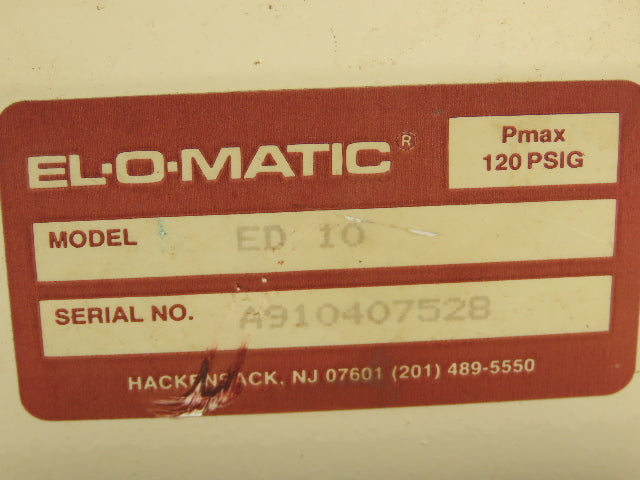 EL·O·MATIC®
Pmax
120 PSIG
MODEL ED 10
SERIAL NO. A910407528
HACKENSACK, NJ 07601 (201) 489-5550